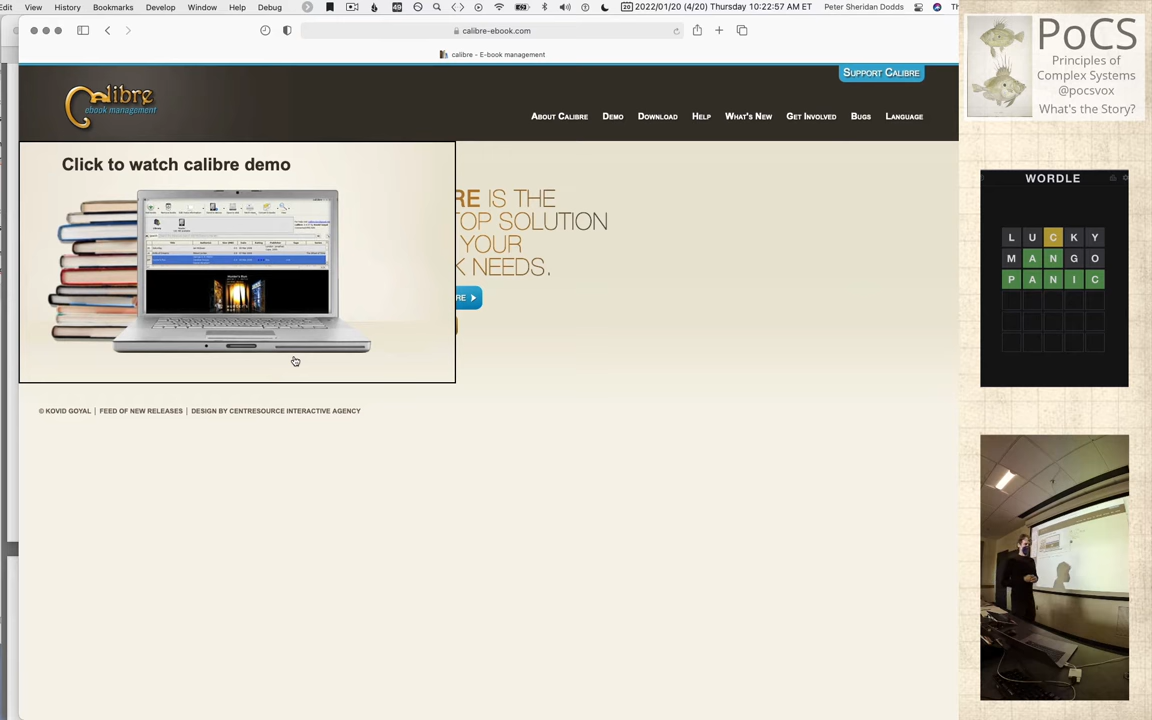 Edit View History Bookmarks Develop Window Help Debug 49 20 2022/01/20 (4/20) Thursday 10:22:57 AM ET Peter Sheridan Dodds
calibre-ebook.com
calibre - E-book management
SUPPORT CALIBRE
Calibre
ebook management
ABOUT CALIBRE DEMO DOWNLOAD HELP WHAT'S NEW GET INVOLVED BUGS LANGUAGE
Click to watch calibre demo
RE IS THE
TOP SOLUTION
YOUR
K NEEDS.
RE
© KOVID GOYAL | FEED OF NEW RELEASES | DESIGN BY CENTRESOURCE INTERACTIVE AGENCY
PoCS
Principles of
Complex Systems
@pocsvox
What's the Story?
WORDLE
L U C K Y
M A N G O
P A N I C